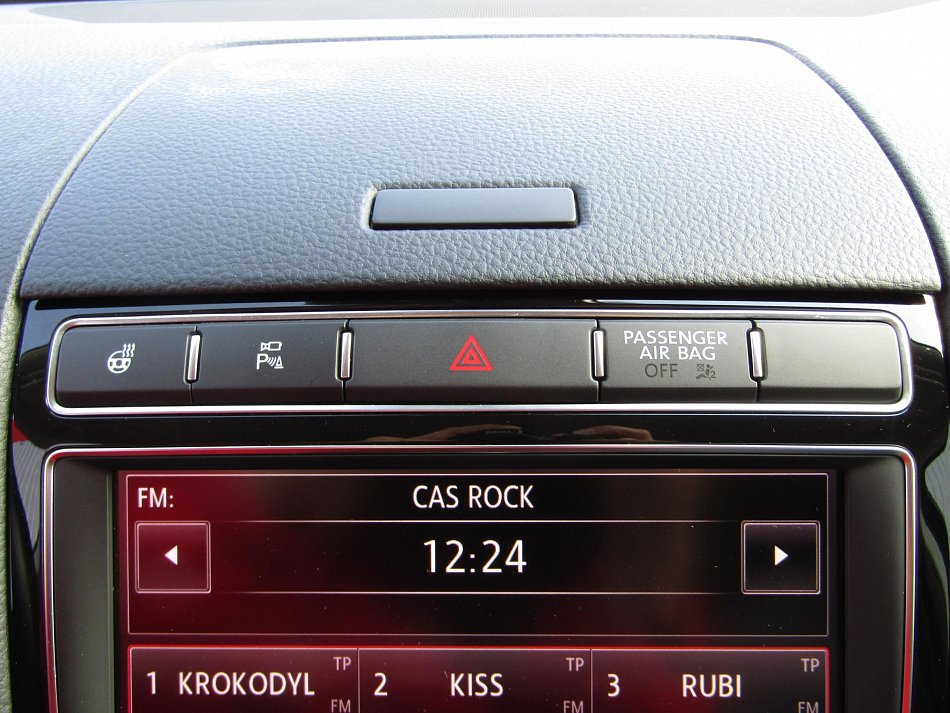 P
PASSENGER
AIR BAG
OFF 2
FM: CAS ROCK
12:24
1 KROKODYL TP FM
2 KISS TP FM
3 RUBI TP FM